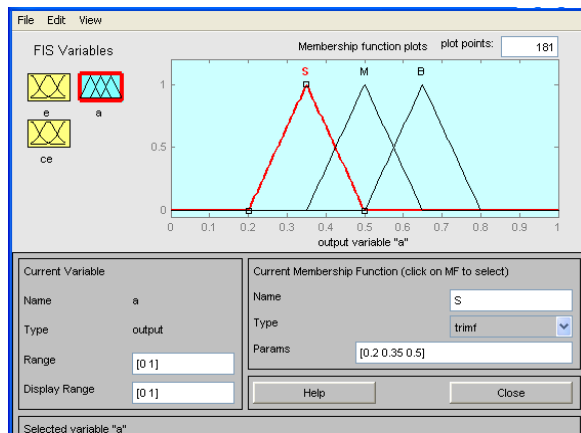 File Edit View
FIS Variables
Membership function plots plot points: 181
e a
ce
S M B
1
0.5
0
0 0.1 0.2 0.3 0.4 0.5 0.6 0.7 0.8 0.9 1
output variable "a"
Current Variable
Name a
Type output
Range [0 1]
Display Range [0 1]
Current Membership Function (click on MF to select)
Name S
Type trimf
Params [0.2 0.35 0.5]
Help Close
Selected variable "a"